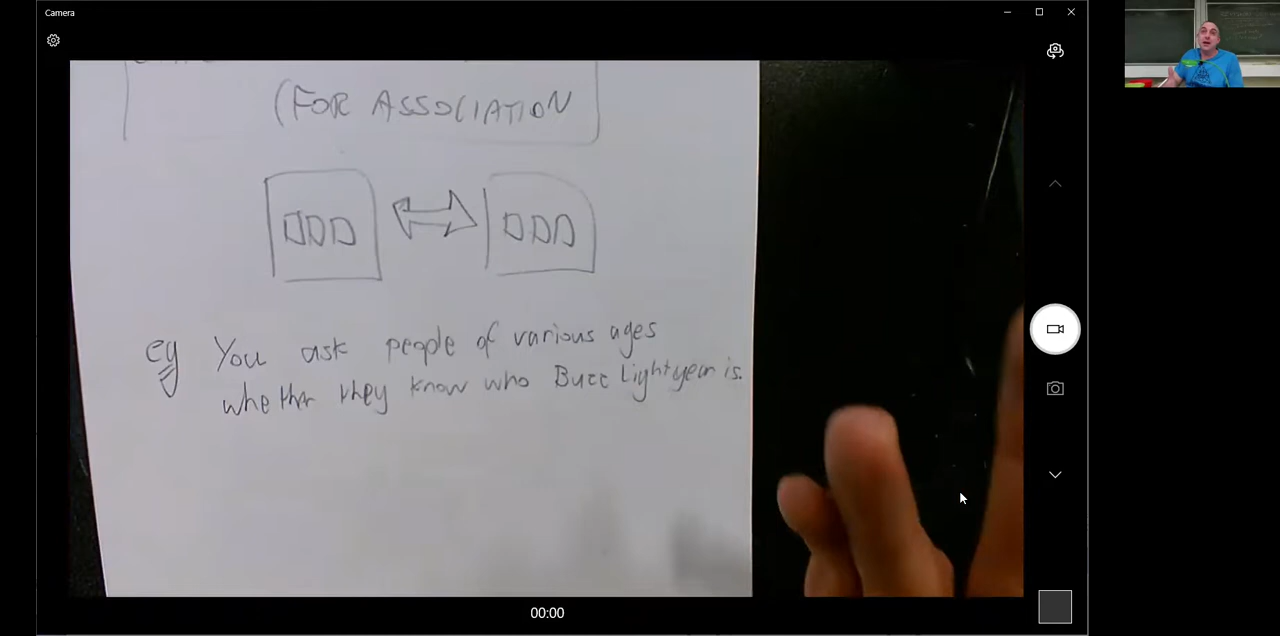 Camera
(FOR ASSOCIATION
eg You ask people of various ages
whether they know who Buzz Lightyear is.
00:00